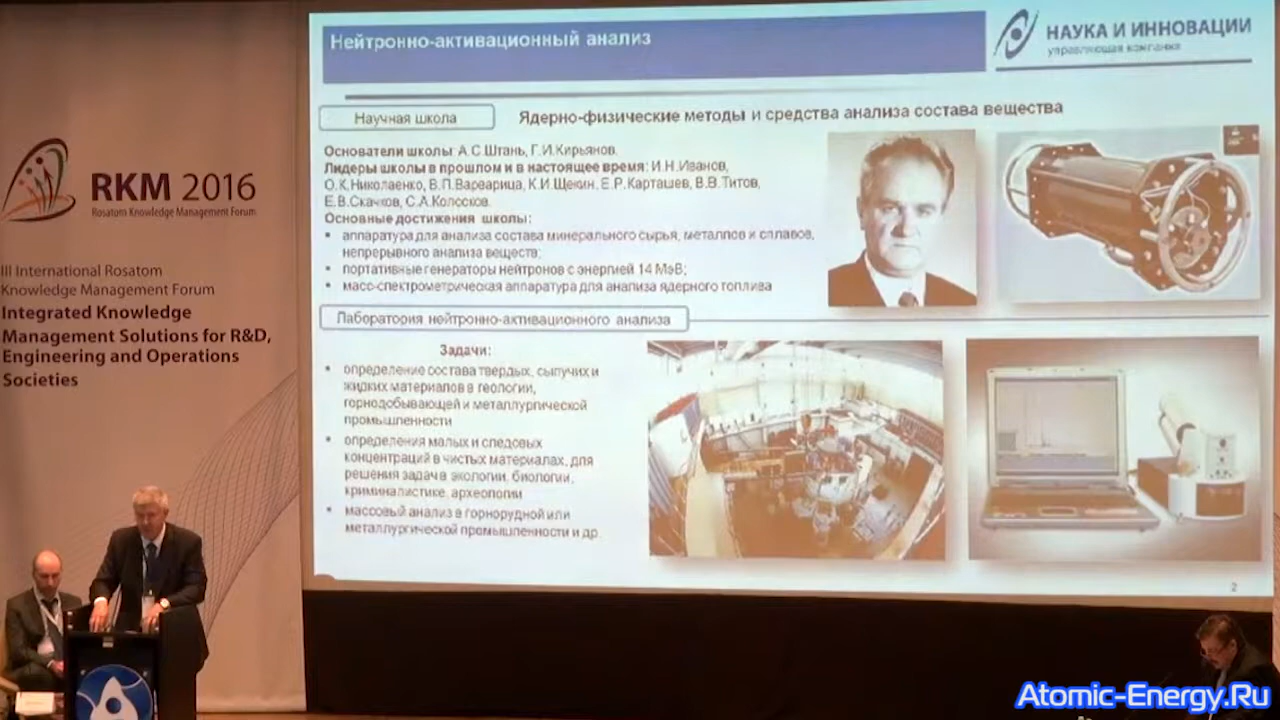 RKM 2016
Rosatom Knowledge Management Forum
III International Rosatom
Knowledge Management Forum
Integrated Knowledge
Management Solutions for R&D,
Engineering and Operations
Societies
Нейтронно-активационный анализ
НАУКА И ИННОВАЦИИ
управляющая компания
Научная школа
Ядерно-физические методы и средства анализа состава вещества
Основатели школы: А.С.Штань, Г.И.Кирьянов.
Лидеры школы в прошлом и в настоящее время: И.Н.Иванов,
О.К.Николаенко, В.П.Варварица, К.И.Щекин, Е.Р.Карташев, В.В.Титов,
Е.В.Скачков, С.А.Колосков.
Основные достижения школы:
▪ аппаратура для анализа состава минерального сырья, металлов и сплавов,
непрерывного анализа веществ;
▪ портативные генераторы нейтронов с энергией 14 МэВ;
▪ масс-спектрометрическая аппаратура для анализа ядерного топлива
Лаборатория нейтронно-активационного анализа
Задачи:
▪ определение состава твердых, сыпучих и
жидких материалов в геологии,
горнодобывающей и металлургической
промышленности
▪ определения малых и следовых
концентраций в чистых материалах, для
решения задач в экологии, биологии,
криминалистике, археологии
▪ массовый анализ в горнорудной или
металлургической промышленности и др.
2
Atomic-Energy.Ru